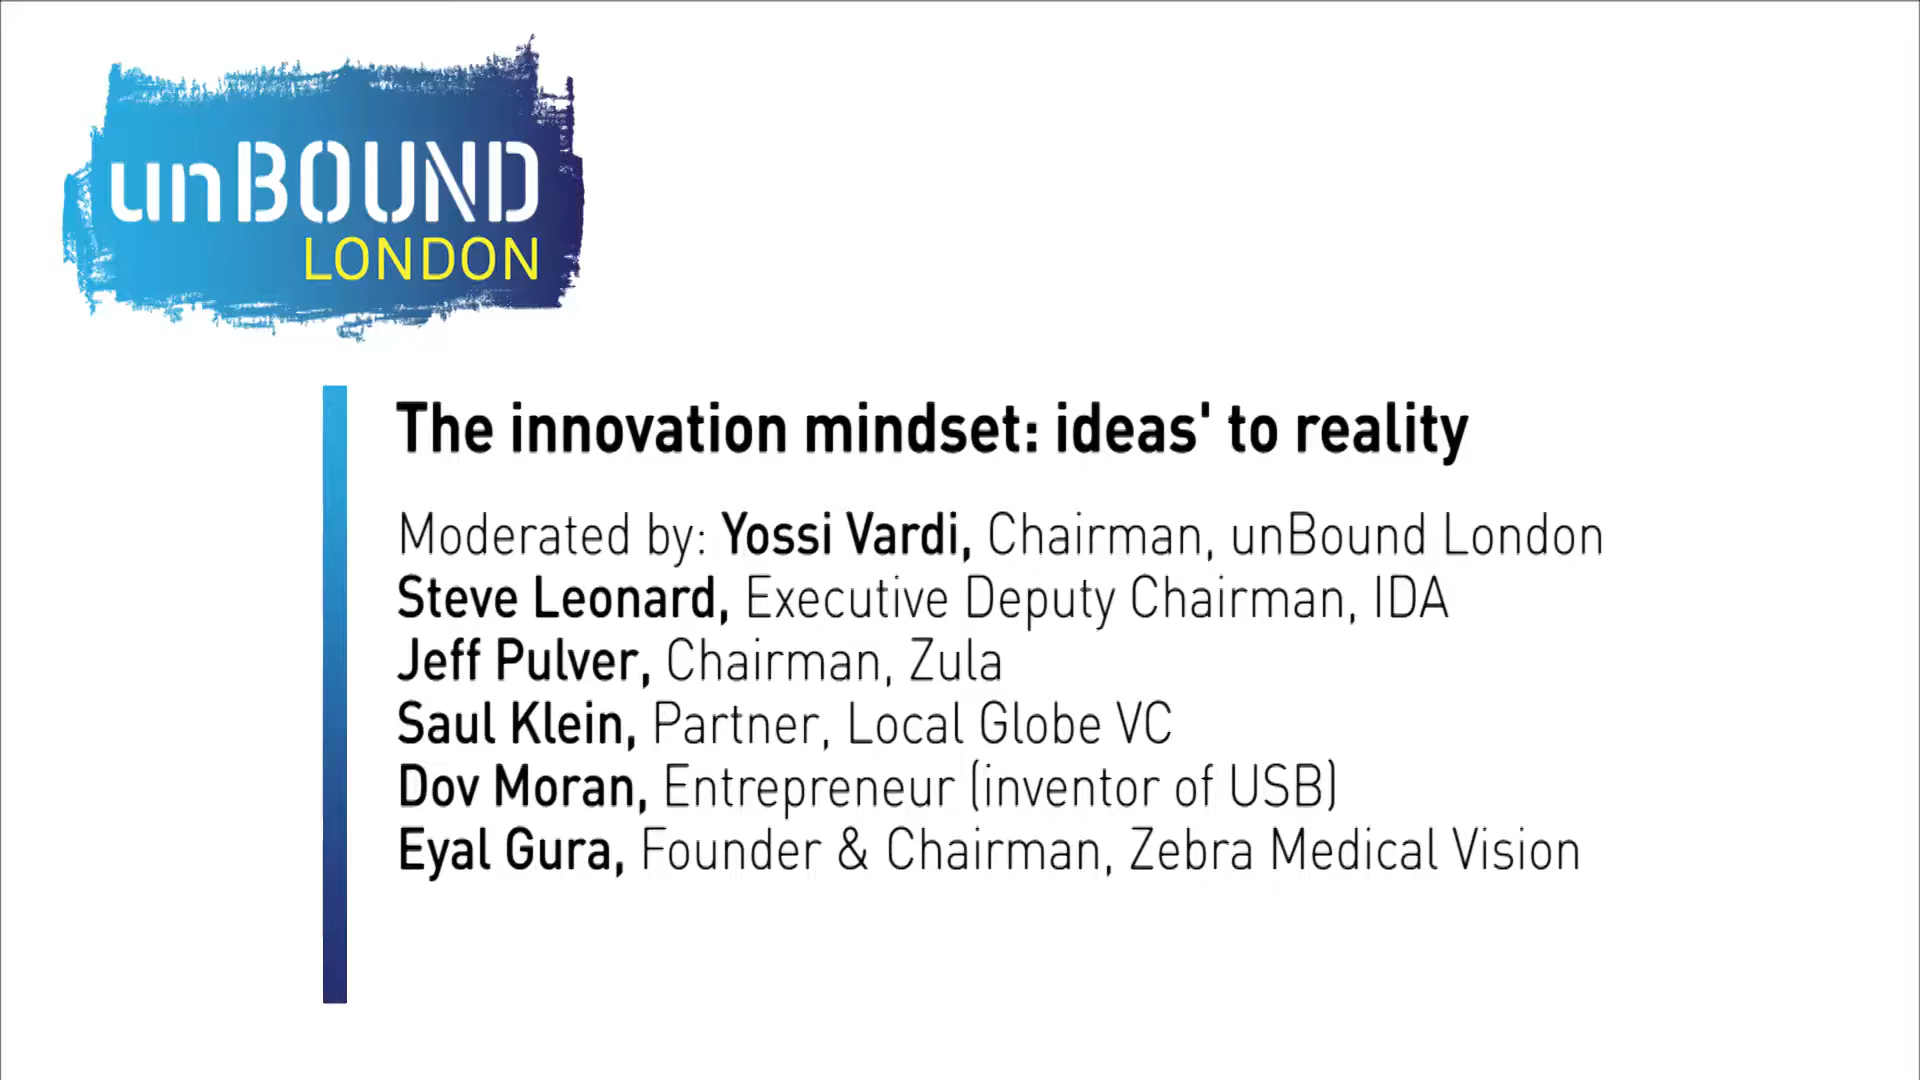 unBOUND
LONDON
The innovation mindset: ideas' to reality
Moderated by: Yossi Vardi, Chairman, unBound London
Steve Leonard, Executive Deputy Chairman, IDA
Jeff Pulver, Chairman, Zula
Saul Klein, Partner, Local Globe VC
Dov Moran, Entrepreneur (inventor of USB)
Eyal Gura, Founder & Chairman, Zebra Medical Vision